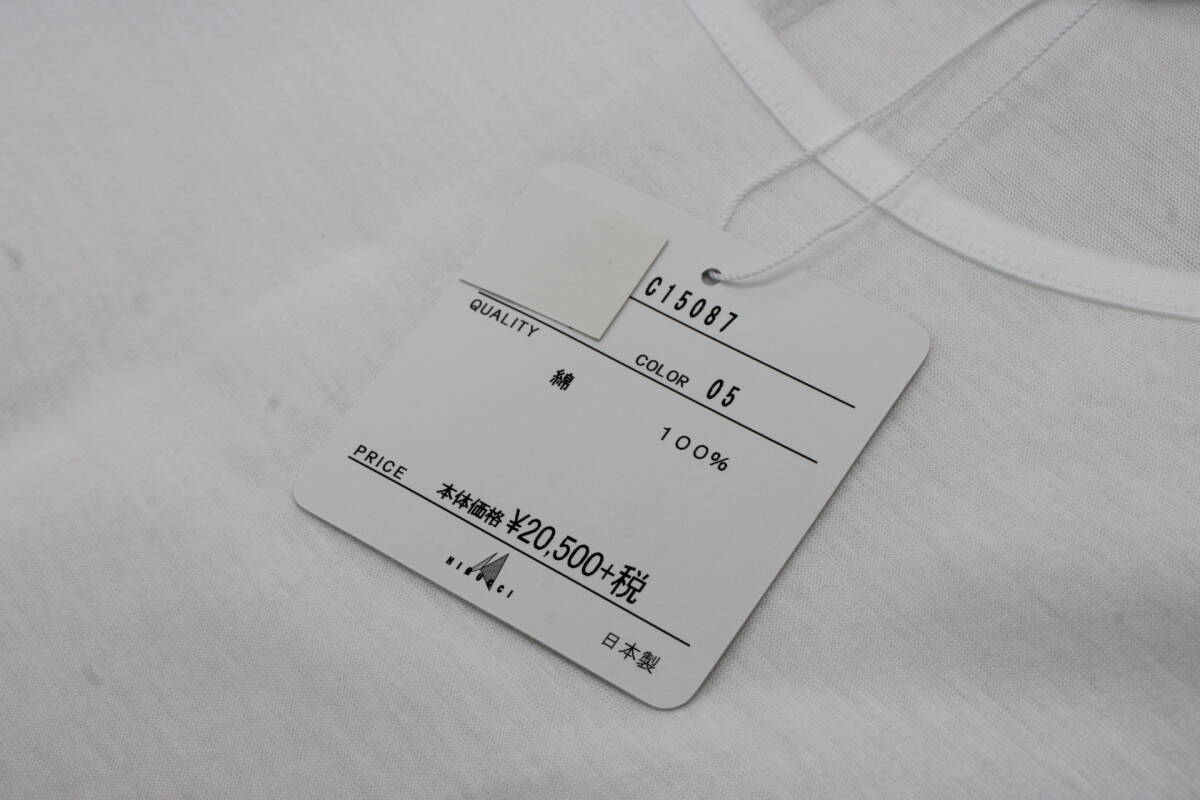 C15087
QUALITY COLOR 05
綿 100%
PRICE 本体価格 ¥20,500+税
日本製